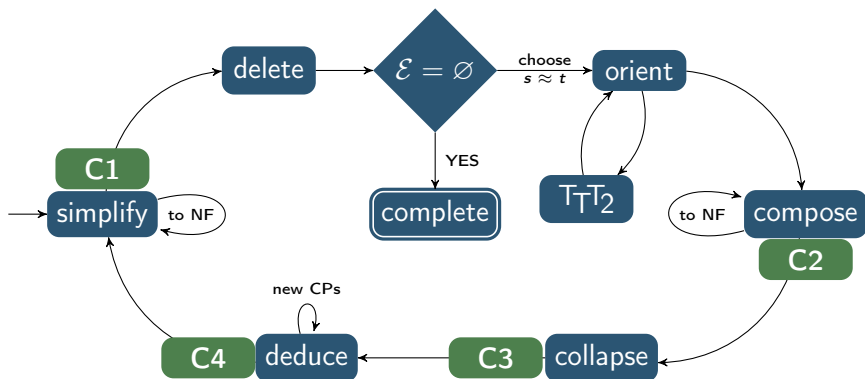 delete
ℰ = ∅
choose
s ≈ t
orient
C1
simplify
to NF
YES
complete
TTT2
to NF
compose
C2
new CPs
C4
deduce
C3
collapse